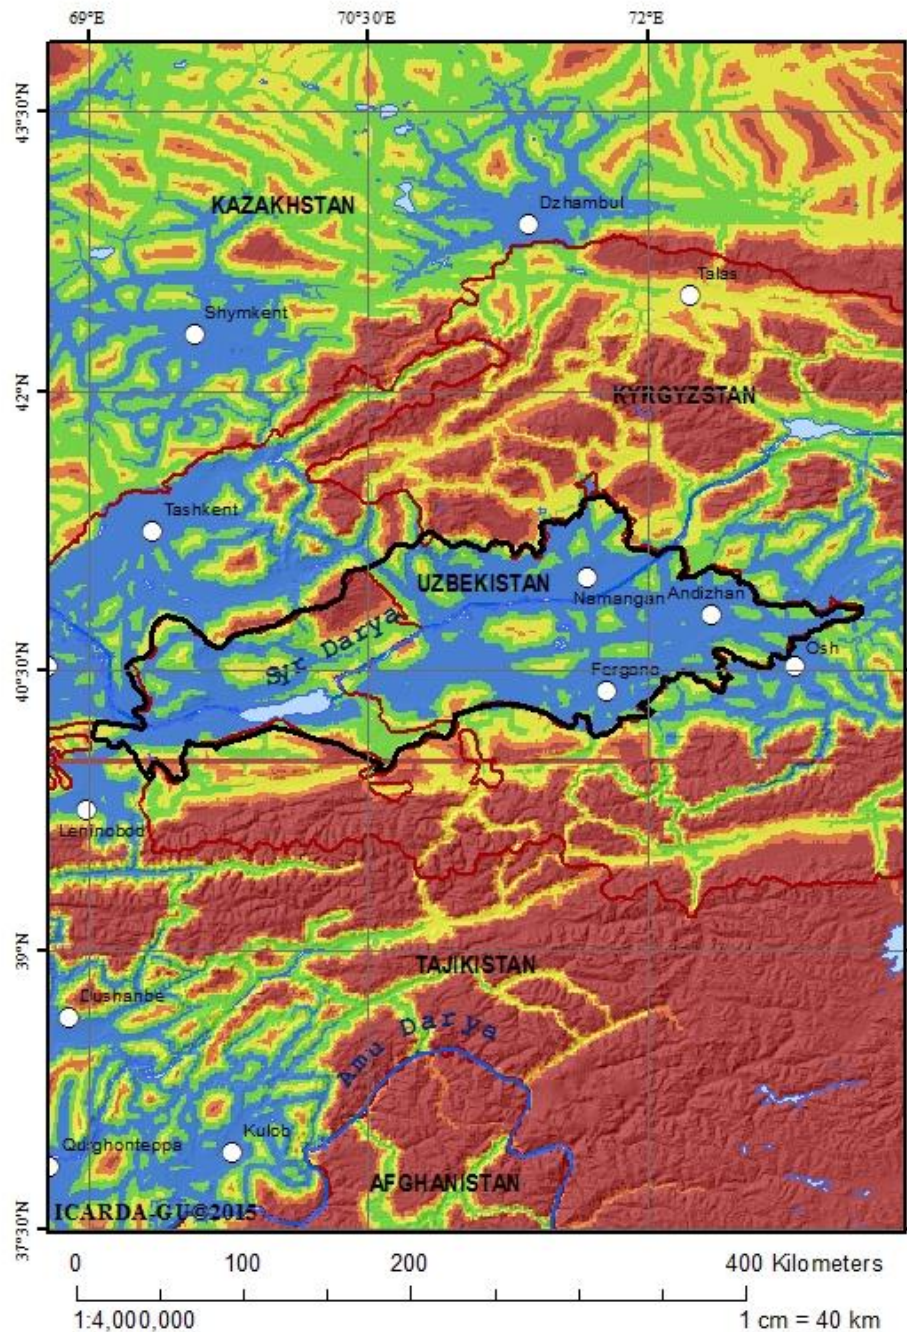 69°E 70°30'E 72°E
43°30'N
Dzhambul
KAZAKHSTAN
Talas
Shymkent
42°N
KYRGYZSTAN
Tashkent
UZBEKISTAN
Namangan Andizhan
Syr Darya
40°30'N
Osh
Fergana
Leninobod
39°N
TAJIKISTAN
Dushanbe
Amu Darya
Kulob
Qurghonteppa
AFGHANISTAN
ICARDA-GU©2015
37°30'N
0 100 200 400 Kilometers
1:4,000,000 1 cm = 40 km